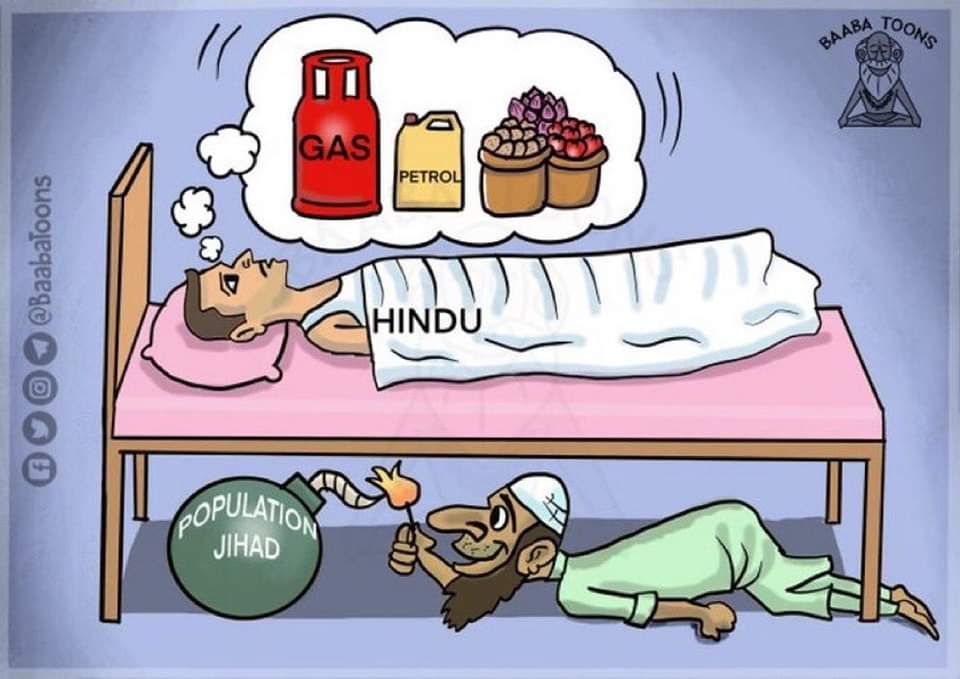 BAABA TOONS
GAS
PETROL
HINDU
@BaabaToons
POPULATION
JIHAD